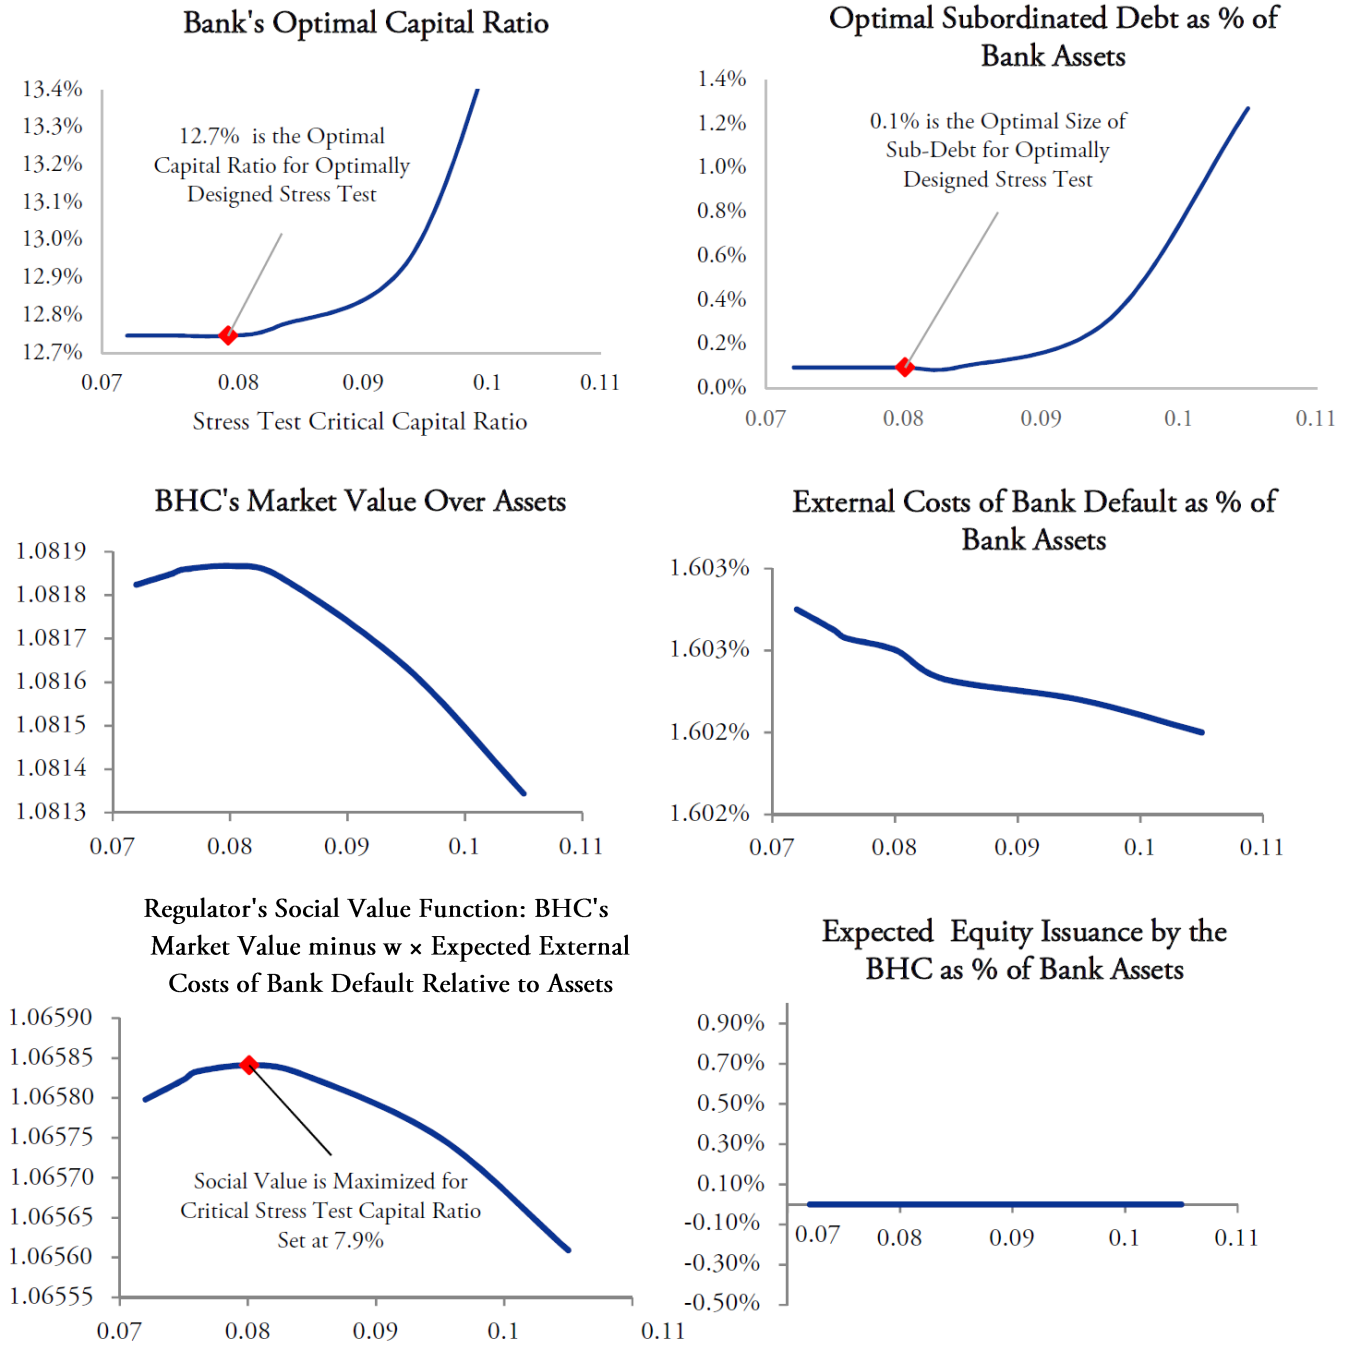 Bank's Optimal Capital Ratio
13.4%
13.3%
13.2%
13.1%
13.0%
12.9%
12.8%
12.7%
12.7% is the Optimal
Capital Ratio for Optimally
Designed Stress Test
0.07 0.08 0.09 0.1 0.11
Stress Test Critical Capital Ratio
Optimal Subordinated Debt as % of
Bank Assets
1.4%
1.2%
1.0%
0.8%
0.6%
0.4%
0.2%
0.0%
0.1% is the Optimal Size of
Sub-Debt for Optimally
Designed Stress Test
0.07 0.08 0.09 0.1 0.11
BHC's Market Value Over Assets
1.0819
1.0818
1.0817
1.0816
1.0815
1.0814
1.0813
0.07 0.08 0.09 0.1 0.11
External Costs of Bank Default as % of
Bank Assets
1.603%
1.603%
1.602%
1.602%
0.07 0.08 0.09 0.1 0.11
Regulator's Social Value Function: BHC's
Market Value minus w × Expected External
Costs of Bank Default Relative to Assets
1.06590
1.06585
1.06580
1.06575
1.06570
1.06565
1.06560
1.06555
Social Value is Maximized for
Critical Stress Test Capital Ratio
Set at 7.9%
0.07 0.08 0.09 0.1 0.11
Expected Equity Issuance by the
BHC as % of Bank Assets
0.90%
0.70%
0.50%
0.30%
0.10%
-0.10%
-0.30%
-0.50%
0.07 0.08 0.09 0.1 0.11